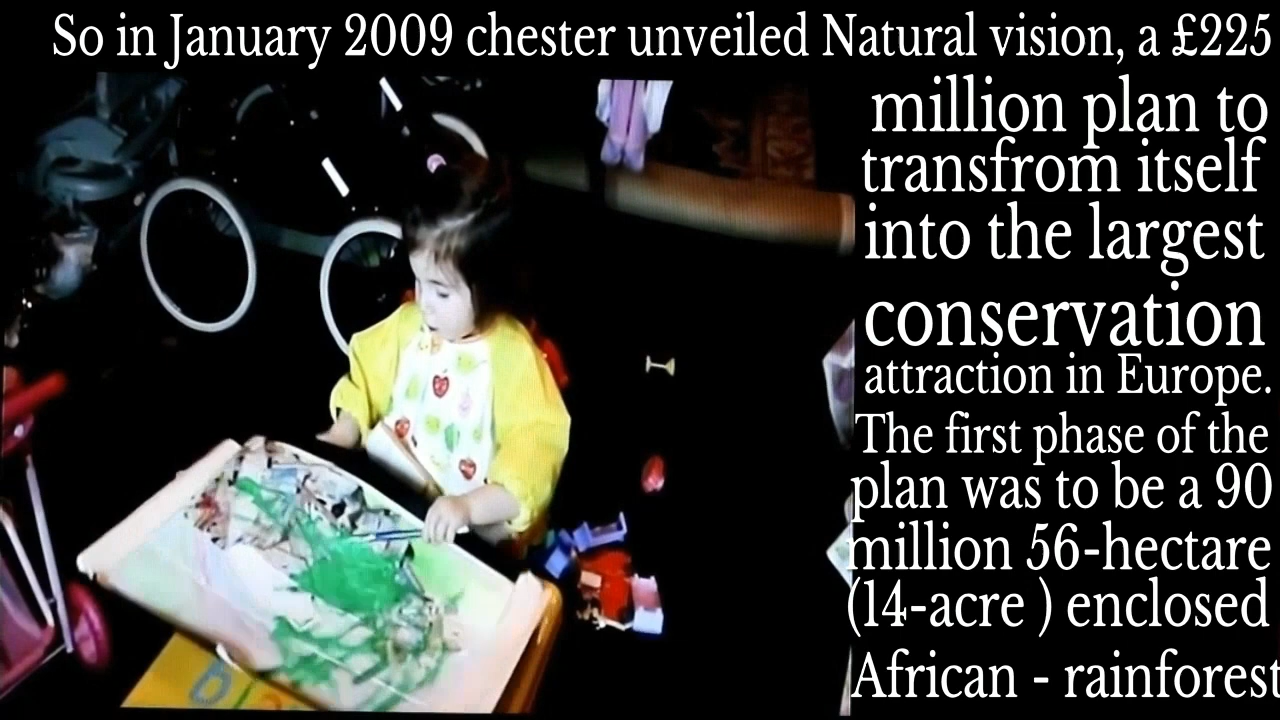 So in January 2009 chester unveiled Natural vision, a £225
million plan to
transfrom itself
into the largest
conservation
attraction in Europe.
The first phase of the
plan was to be a 90
million 56-hectare
(14-acre ) enclosed
African - rainforest